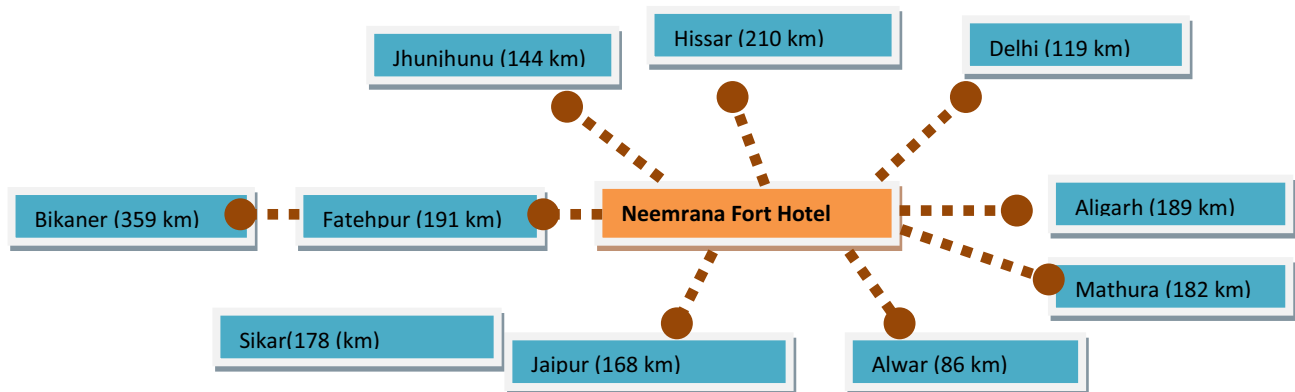 Hissar (210 km)
Delhi (119 km)
Jhunjhunu (144 km)
Bikaner (359 km)
Fatehpur (191 km)
Neemrana Fort Hotel
Aligarh (189 km)
Mathura (182 km)
Sikar(178 (km)
Jaipur (168 km)
Alwar (86 km)